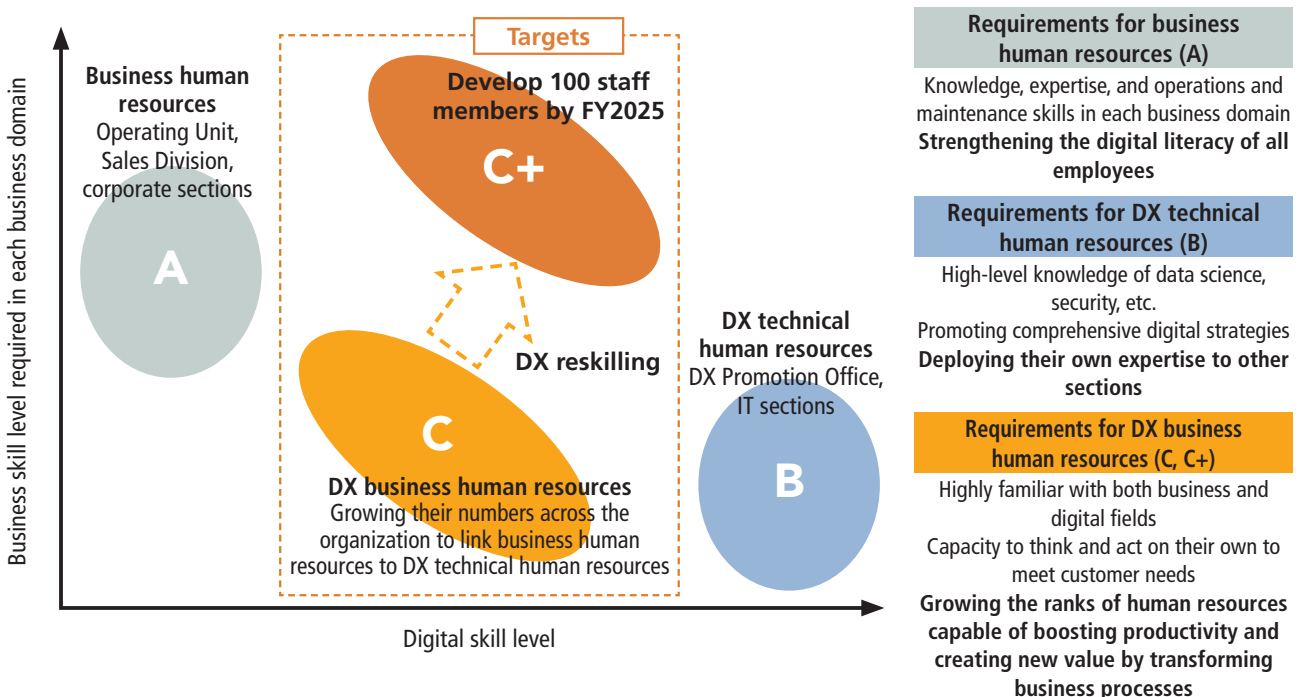 Business skill level required in each business domain
Business human
resources
Operating Unit,
Sales Division,
corporate sections
A
Targets
Develop 100 staff
members by FY2025
C+
DX reskilling
C
DX business human resources
Growing their numbers across the
organization to link business human
resources to DX technical human resources
DX technical
human resources
DX Promotion Office,
IT sections
B
Digital skill level
Requirements for business
human resources (A)
Knowledge, expertise, and operations and
maintenance skills in each business domain
Strengthening the digital literacy of all
employees
Requirements for DX technical
human resources (B)
High-level knowledge of data science,
security, etc.
Promoting comprehensive digital strategies
Deploying their own expertise to other
sections
Requirements for DX business
human resources (C, C+)
Highly familiar with both business and
digital fields
Capacity to think and act on their own to
meet customer needs
Growing the ranks of human resources
capable of boosting productivity and
creating new value by transforming
business processes